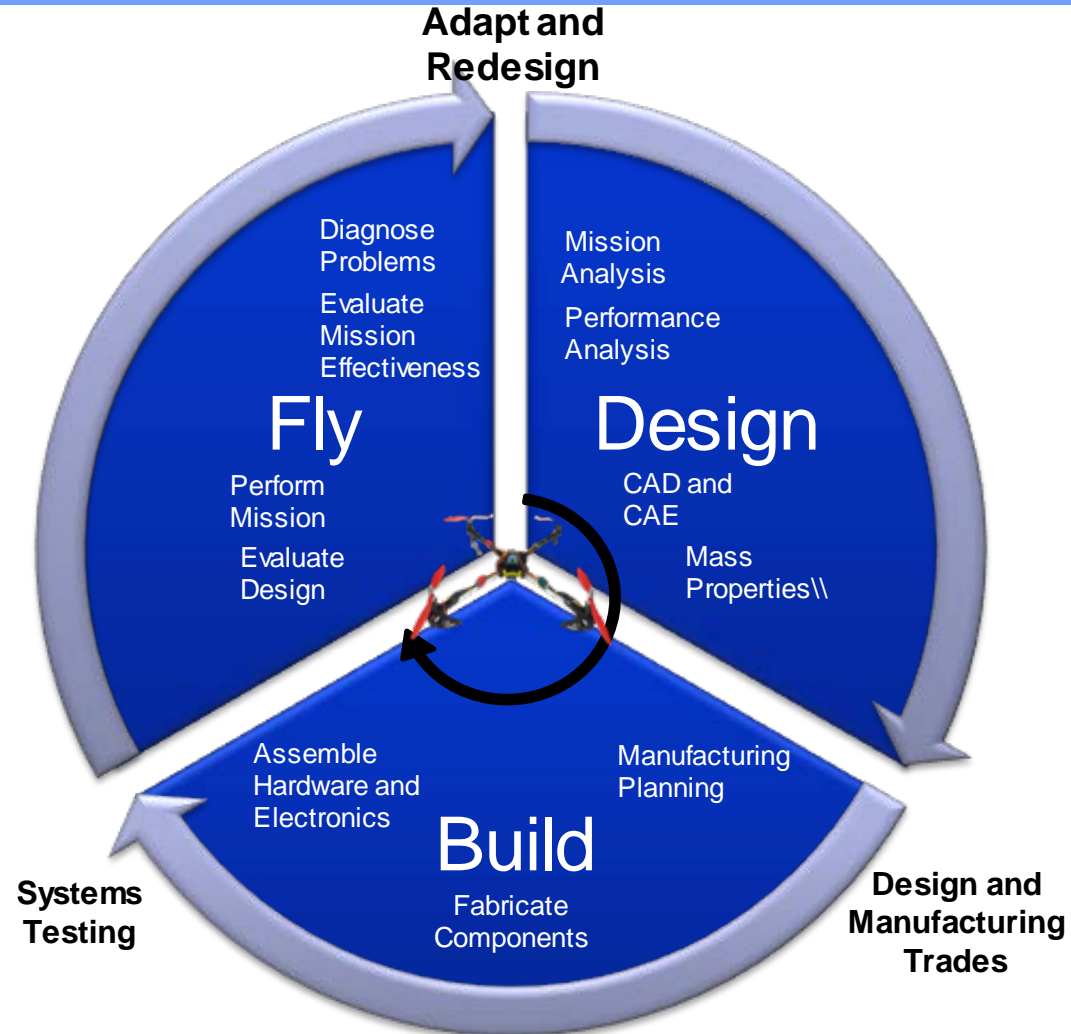 Adapt and
Redesign
Diagnose
Problems
Evaluate
Mission
Effectiveness
Fly
Perform
Mission
Evaluate
Design
Mission
Analysis
Performance
Analysis
Design
CAD and
CAE
Mass
Properties\\
Assemble
Hardware and
Electronics
Manufacturing
Planning
Build
Fabricate
Components
Systems
Testing
Design and
Manufacturing
Trades